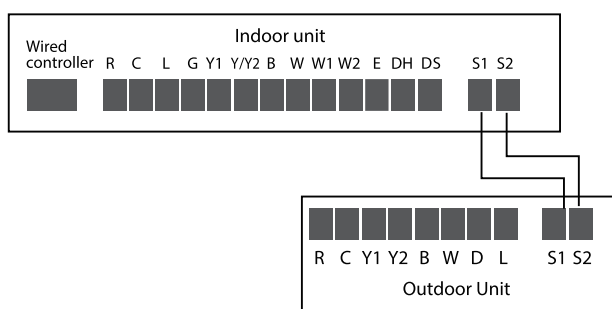 Indoor unit
Wired
controller R C L G Y1 Y/Y2 B W W1 W2 E DH DS S1 S2
R C Y1 Y2 B W D L S1 S2
Outdoor Unit